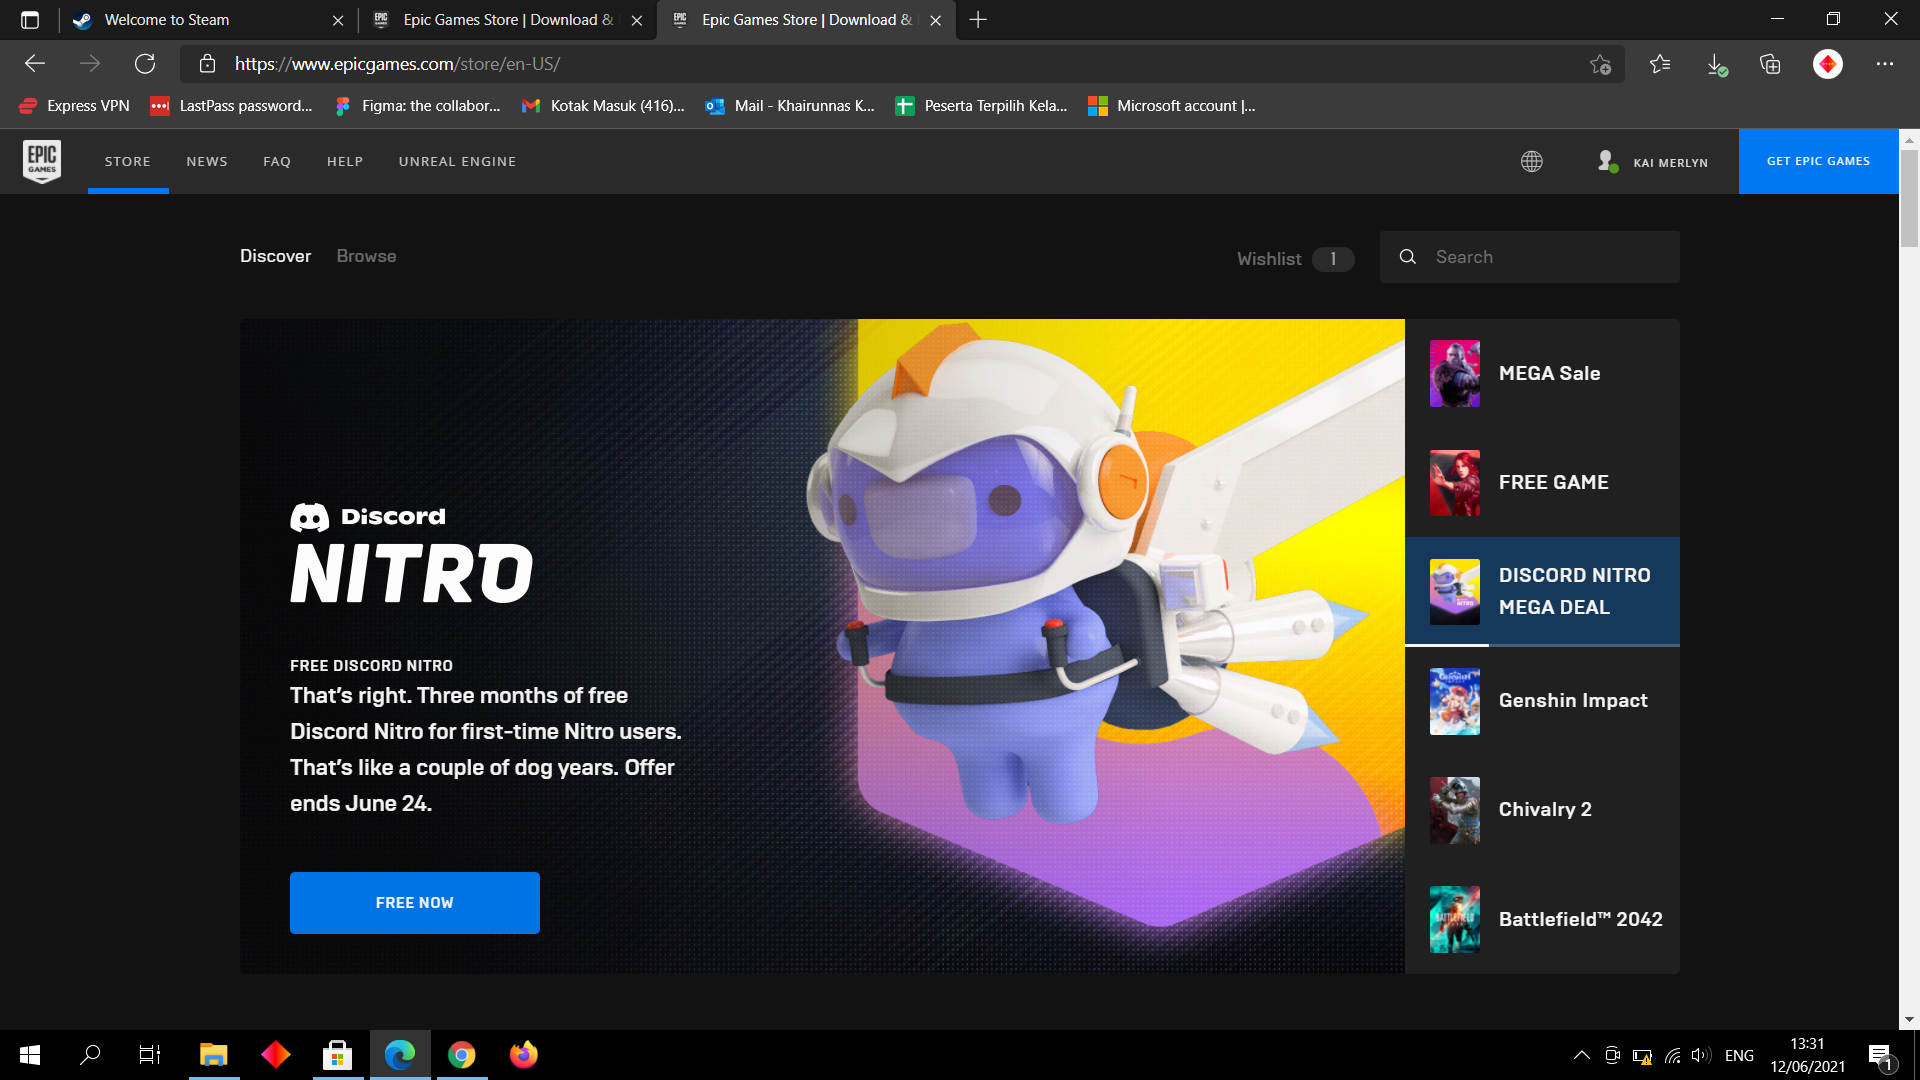 Welcome to Steam
Epic Games Store | Download &
Epic Games Store | Download &
https://www.epicgames.com/store/en-US/
Express VPN
LastPass password...
Figma: the collabor...
Kotak Masuk (416)...
Mail - Khairunnas K...
Peserta Terpilih Kela...
Microsoft account |...
EPIC
GAMES
STORE
NEWS
FAQ
HELP
UNREAL ENGINE
KAI MERLYN
GET EPIC GAMES
Discover
Browse
Wishlist
1
Search
Discord
NITRO
FREE DISCORD NITRO
That's right. Three months of free
Discord Nitro for first-time Nitro users.
That's like a couple of dog years. Offer
ends June 24.
FREE NOW
MEGA Sale
FREE GAME
DISCORD NITRO
MEGA DEAL
Genshin Impact
Chivalry 2
Battlefield™ 2042
ENG
13:31
12/06/2021
1